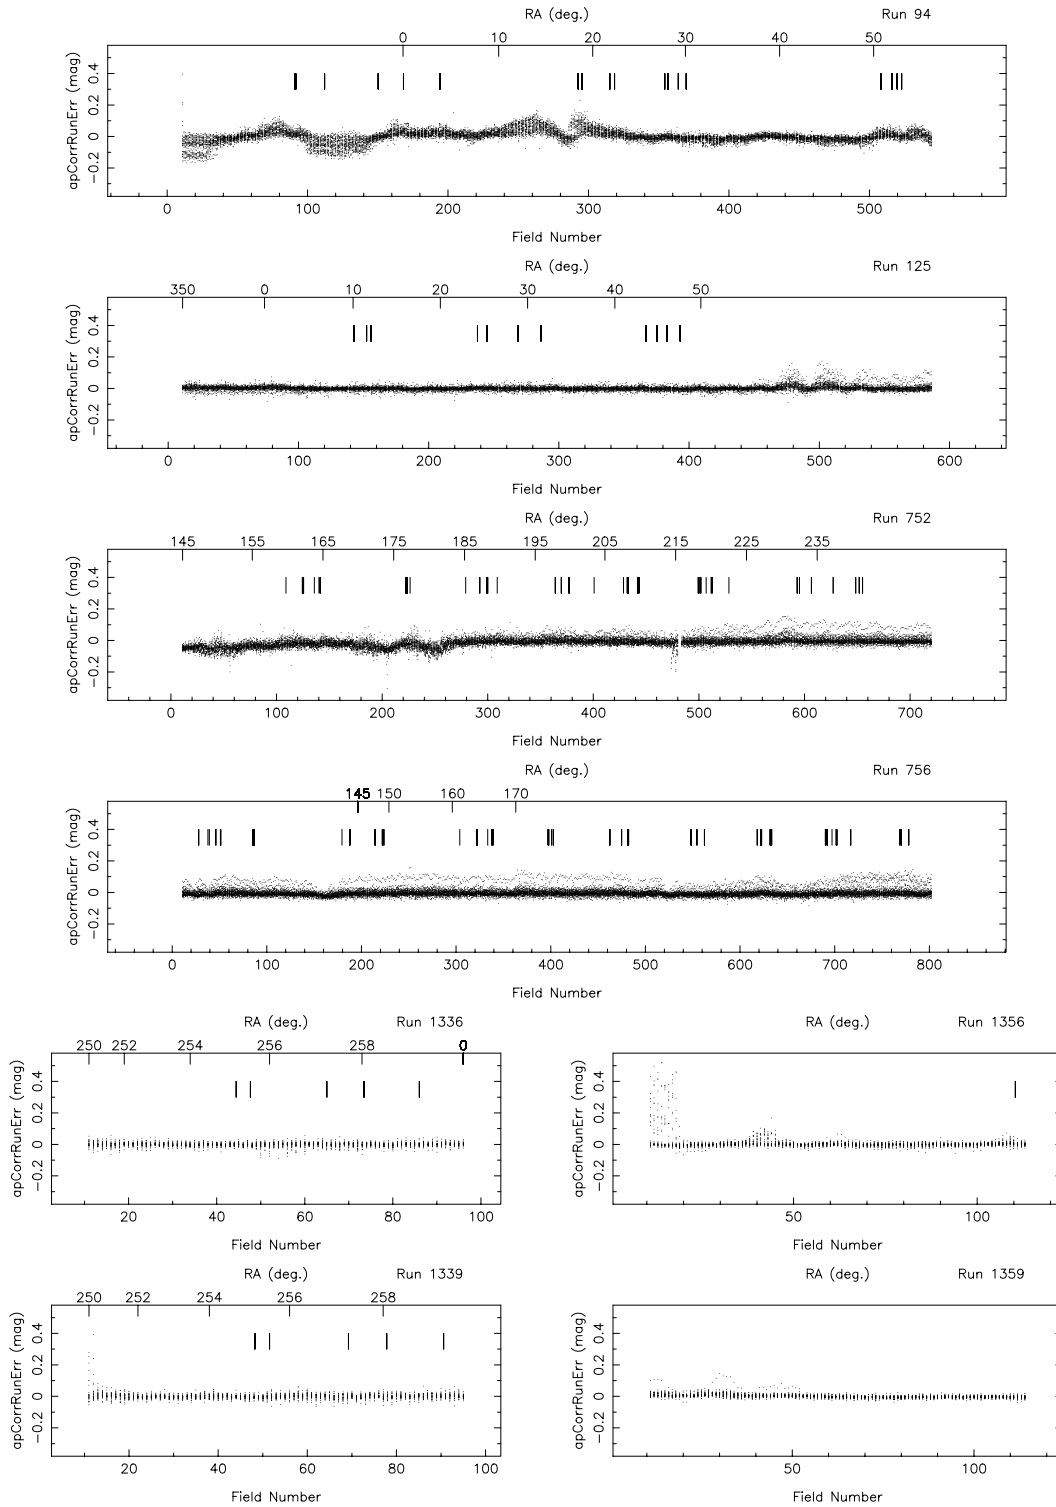 RA (deg.) Run 94
0 10 20 30 40 50
apCorrRunErr (mag)
0.4
0.2
0
−0.2
0 100 200 300 400 500
Field Number
RA (deg.) Run 125
350 0 10 20 30 40 50
apCorrRunErr (mag)
0.4
0.2
0
−0.2
0 100 200 300 400 500 600
Field Number
RA (deg.) Run 752
145 155 165 175 185 195 205 215 225 235
apCorrRunErr (mag)
0.4
0.2
0
−0.2
0 100 200 300 400 500 600 700
Field Number
RA (deg.) Run 756
145 150 160 170
apCorrRunErr (mag)
0.4
0.2
0
−0.2
0 100 200 300 400 500 600 700 800
Field Number
RA (deg.) Run 1336
250 252 254 256 258 0
apCorrRunErr (mag)
0.4
0.2
0
−0.2
20 40 60 80 100
Field Number
RA (deg.) Run 1356
apCorrRunErr (mag)
0.4
0.2
0
−0.2
50 100
Field Number
RA (deg.) Run 1339
250 252 254 256 258
apCorrRunErr (mag)
0.4
0.2
0
−0.2
20 40 60 80 100
Field Number
RA (deg.) Run 1359
apCorrRunErr (mag)
0.4
0.2
0
−0.2
50 100
Field Number